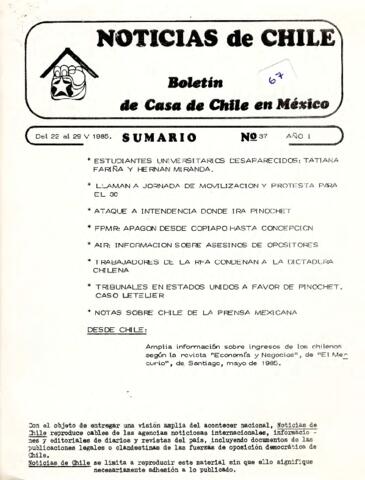 NOTICIAS de CHILE
Boletín
67
de Casa de Chile en México
Del 22 al 29 V 1985. SUMARIO Nº 37 AÑO I
* ESTUDIANTES UNIVERSITARIOS DESAPARECIDOS: TATIANA
FARIÑA Y HERNAN MIRANDA.
* LLAMAN A JORNADA DE MOVILIZACION Y PROTESTA PARA
EL 30
* ATAQUE A INTENDENCIA DONDE IRA PINOCHET
* FPMR: APAGON DESDE COPIAPO HASTA CONCEPCION
* AIR: INFORMACION SOBRE ASESINOS DE OPOSITORES
* TRABAJADORES DE LA RFA CONDENAN A LA DICTADURA
CHILENA
* TRIBUNALES EN ESTADOS UNIDOS A FAVOR DE PINOCHET.
CASO LETELIER
* NOTAS SOBRE CHILE DE LA PRENSA MEXICANA
DESDE CHILE:
Amplia información sobre ingresos de los chilenos
según la revista "Economía y Negocios", de "El Mer
curio", de Santiago, mayo de 1985.
Con el objeto de entregar una visión amplia del acontecer nacional, Noticias de
Chile reproduce cables de las agencias noticiosas internacionales, informacio -
nes y editoriales de diarios y revistas del país, incluyendo documentos de las
publicaciones legales o clandestinas de las fuerzas de oposición democrática de
Chile.
Noticias de Chile se limita a reproducir este material sin que ello signifique
necesariamente adhesión a lo publicado.